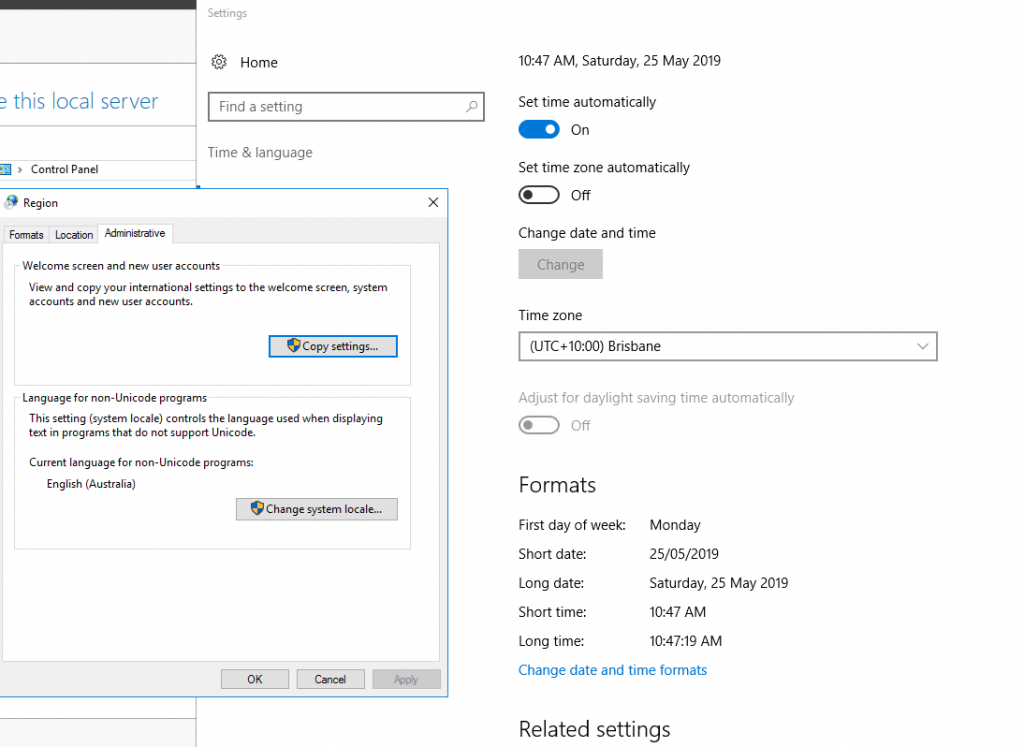 Settings
Home
Find a setting
Time & language
e this local server
Control Panel
Region
Formats Location Administrative
Welcome screen and new user accounts
View and copy your international settings to the welcome screen, system
accounts and new user accounts.
Copy settings...
Language for non-Unicode programs
This setting (system locale) controls the language used when displaying
text in programs that do not support Unicode.
Current language for non-Unicode programs:
English (Australia)
Change system locale...
OK Cancel Apply
10:47 AM, Saturday, 25 May 2019
Set time automatically
On
Set time zone automatically
Off
Change date and time
Change
Time zone
(UTC+10:00) Brisbane
Adjust for daylight saving time automatically
Off
Formats
First day of week: Monday
Short date: 25/05/2019
Long date: Saturday, 25 May 2019
Short time: 10:47 AM
Long time: 10:47:19 AM
Change date and time formats
Related settings